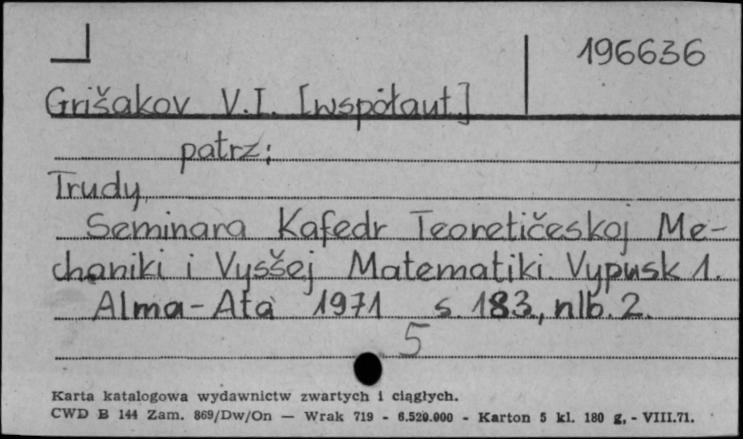 196636
Grišakov V.I. [współaut.]
patrz:
Trudy
Seminara Kafedr Teoretičeskoj Me-
chaniki i Vysšej Matematiki. Vypusk 1.
Alma-Ata 1971 s. 183, nlb. 2.
5
Karta katalogowa wydawnictw zwartych i ciągłych.
CWD B 144 Zam. 869/Dw/On — Wrak 719 - 6.520.000 - Karton 5 kl. 180 g, - VIII.71.